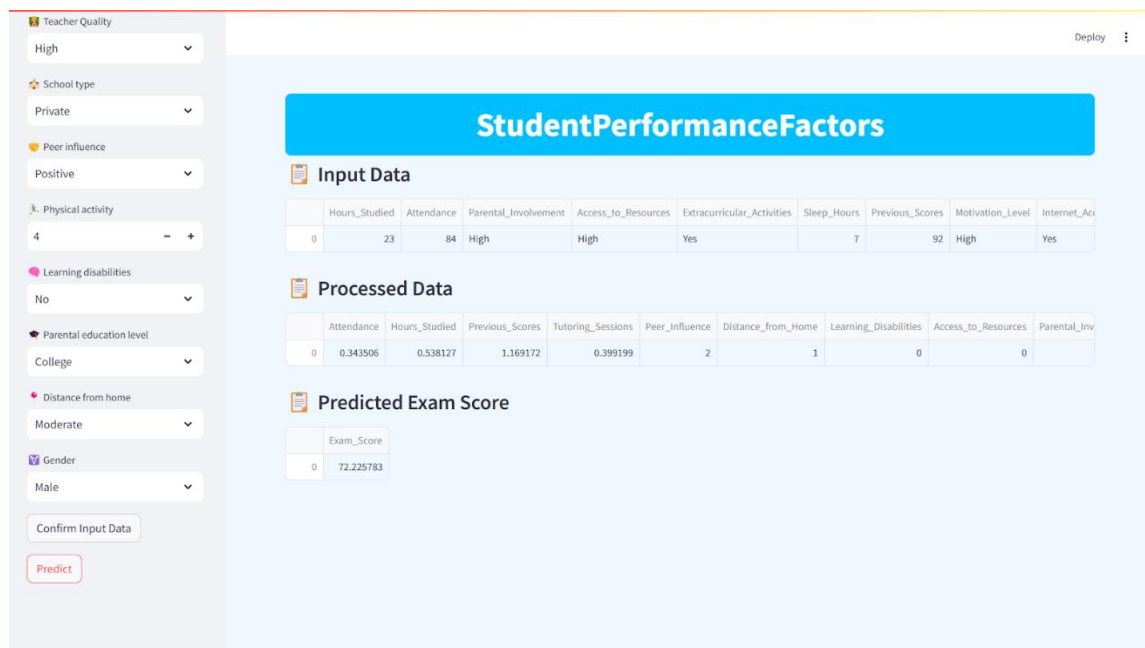 Teacher Quality
High
School type
Private
Peer influence
Positive
Physical activity
4 - +
Learning disabilities
No
Parental education level
College
Distance from home
Moderate
Gender
Male
Confirm Input Data
Predict
Deploy
StudentPerformanceFactors
Input Data
Hours_Studied Attendance Parental_Involvement Access_to_Resources Extracurricular_Activities Sleep_Hours Previous_Scores Motivation_Level Internet_Acc
0 23 84 High High Yes 7 92 High Yes
Processed Data
Attendance Hours_Studied Previous_Scores Tutoring_Sessions Peer_Influence Distance_from_Home Learning_Disabilities Access_to_Resources Parental_Inv
0 0.343506 0.538127 1.169172 0.399199 2 1 0 0
Predicted Exam Score
Exam_Score
0 72.225783